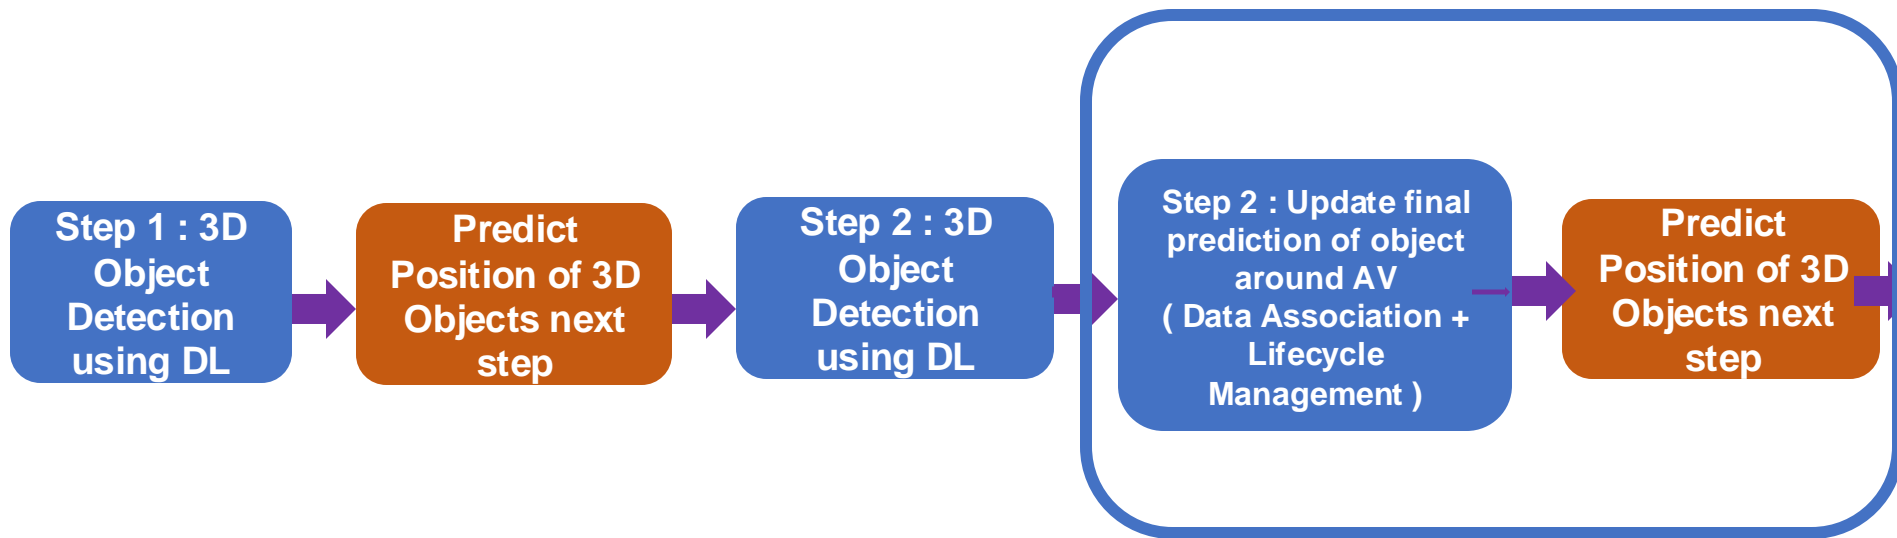 Step 1 : 3D
Object
Detection
using DL
Predict
Position of 3D
Objects next
step
Step 2 : 3D
Object
Detection
using DL
Step 2 : Update final
prediction of object
around AV
( Data Association +
Lifecycle
Management )
Predict
Position of 3D
Objects next
step